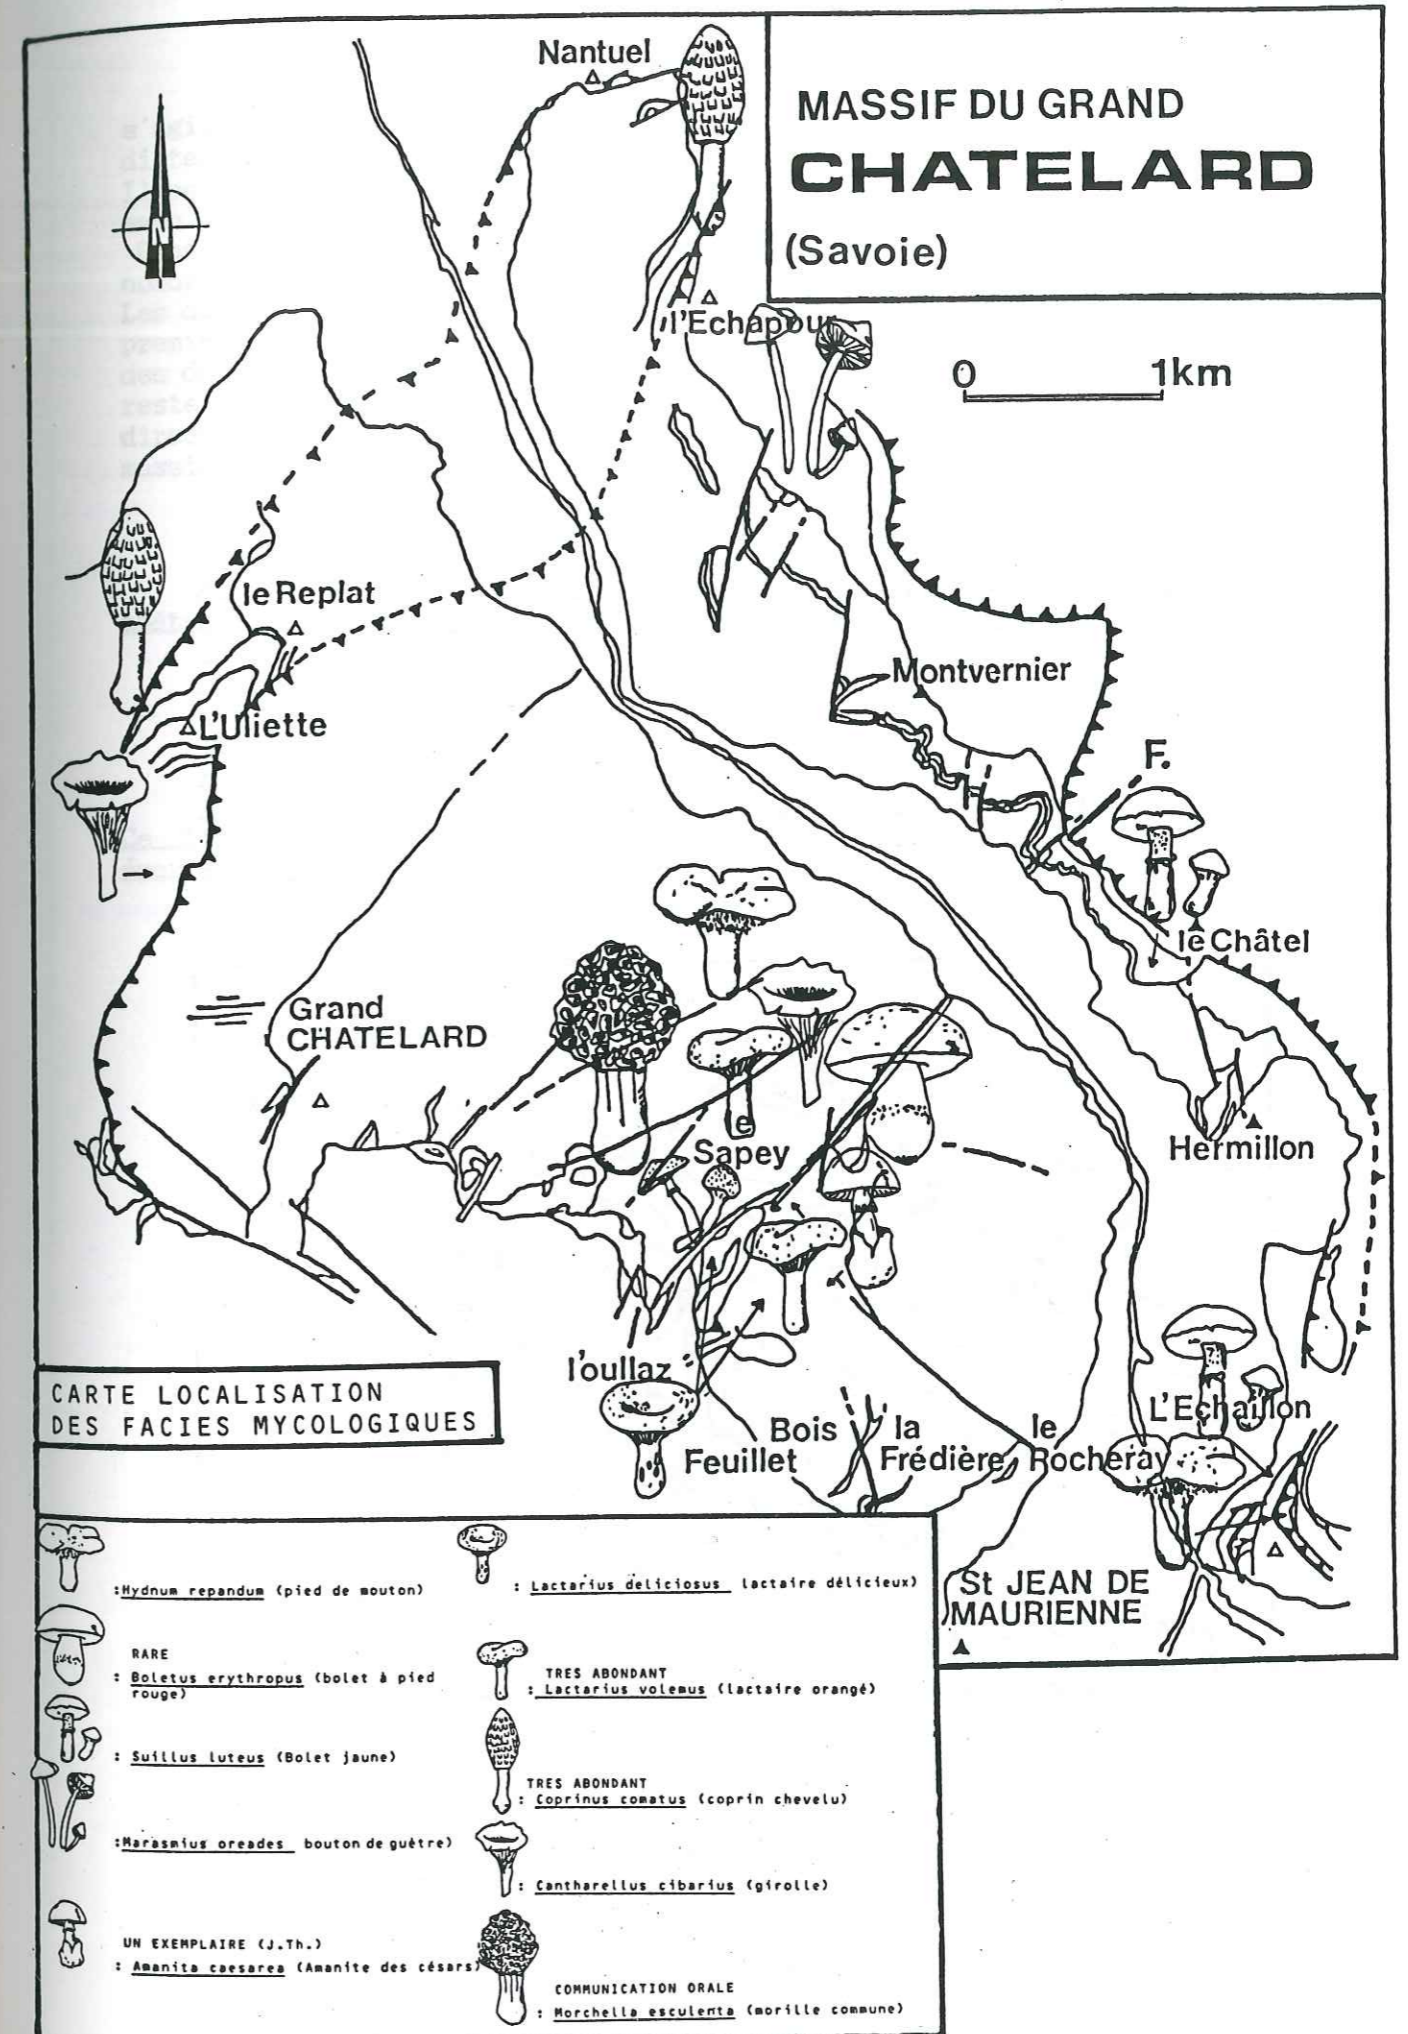 Nantuel
MASSIF DU GRAND
CHATELARD
(Savoie)
N
l'Echapour
0 1km
le Replat
Montvernier
L'Uliette
F.
le Châtel
Grand
CHATELARD
le
Sapey
Hermillon
l'oullaz
CARTE LOCALISATION
DES FACIES MYCOLOGIQUES
L'Echaillon
Bois
Feuillet
la
Frédière
le
Rocheray
St JEAN DE
MAURIENNE
:Hydnum repandum (pied de mouton)
RARE
: Boletus erythropus (bolet à pied
rouge)
: Suillus luteus (Bolet jaune)
:Marasmius oreades bouton de guêtre)
UN EXEMPLAIRE (J.Th.)
: Amanita caesarea (Amanite des césars)
: Lactarius deliciosus lactaire délicieux)
TRES ABONDANT
: Lactarius volemus (lactaire orangé)
TRES ABONDANT
: Coprinus comatus (coprin chevelu)
: Cantharellus cibarius (girolle)
COMMUNICATION ORALE
: Morchella esculenta (morille commune)